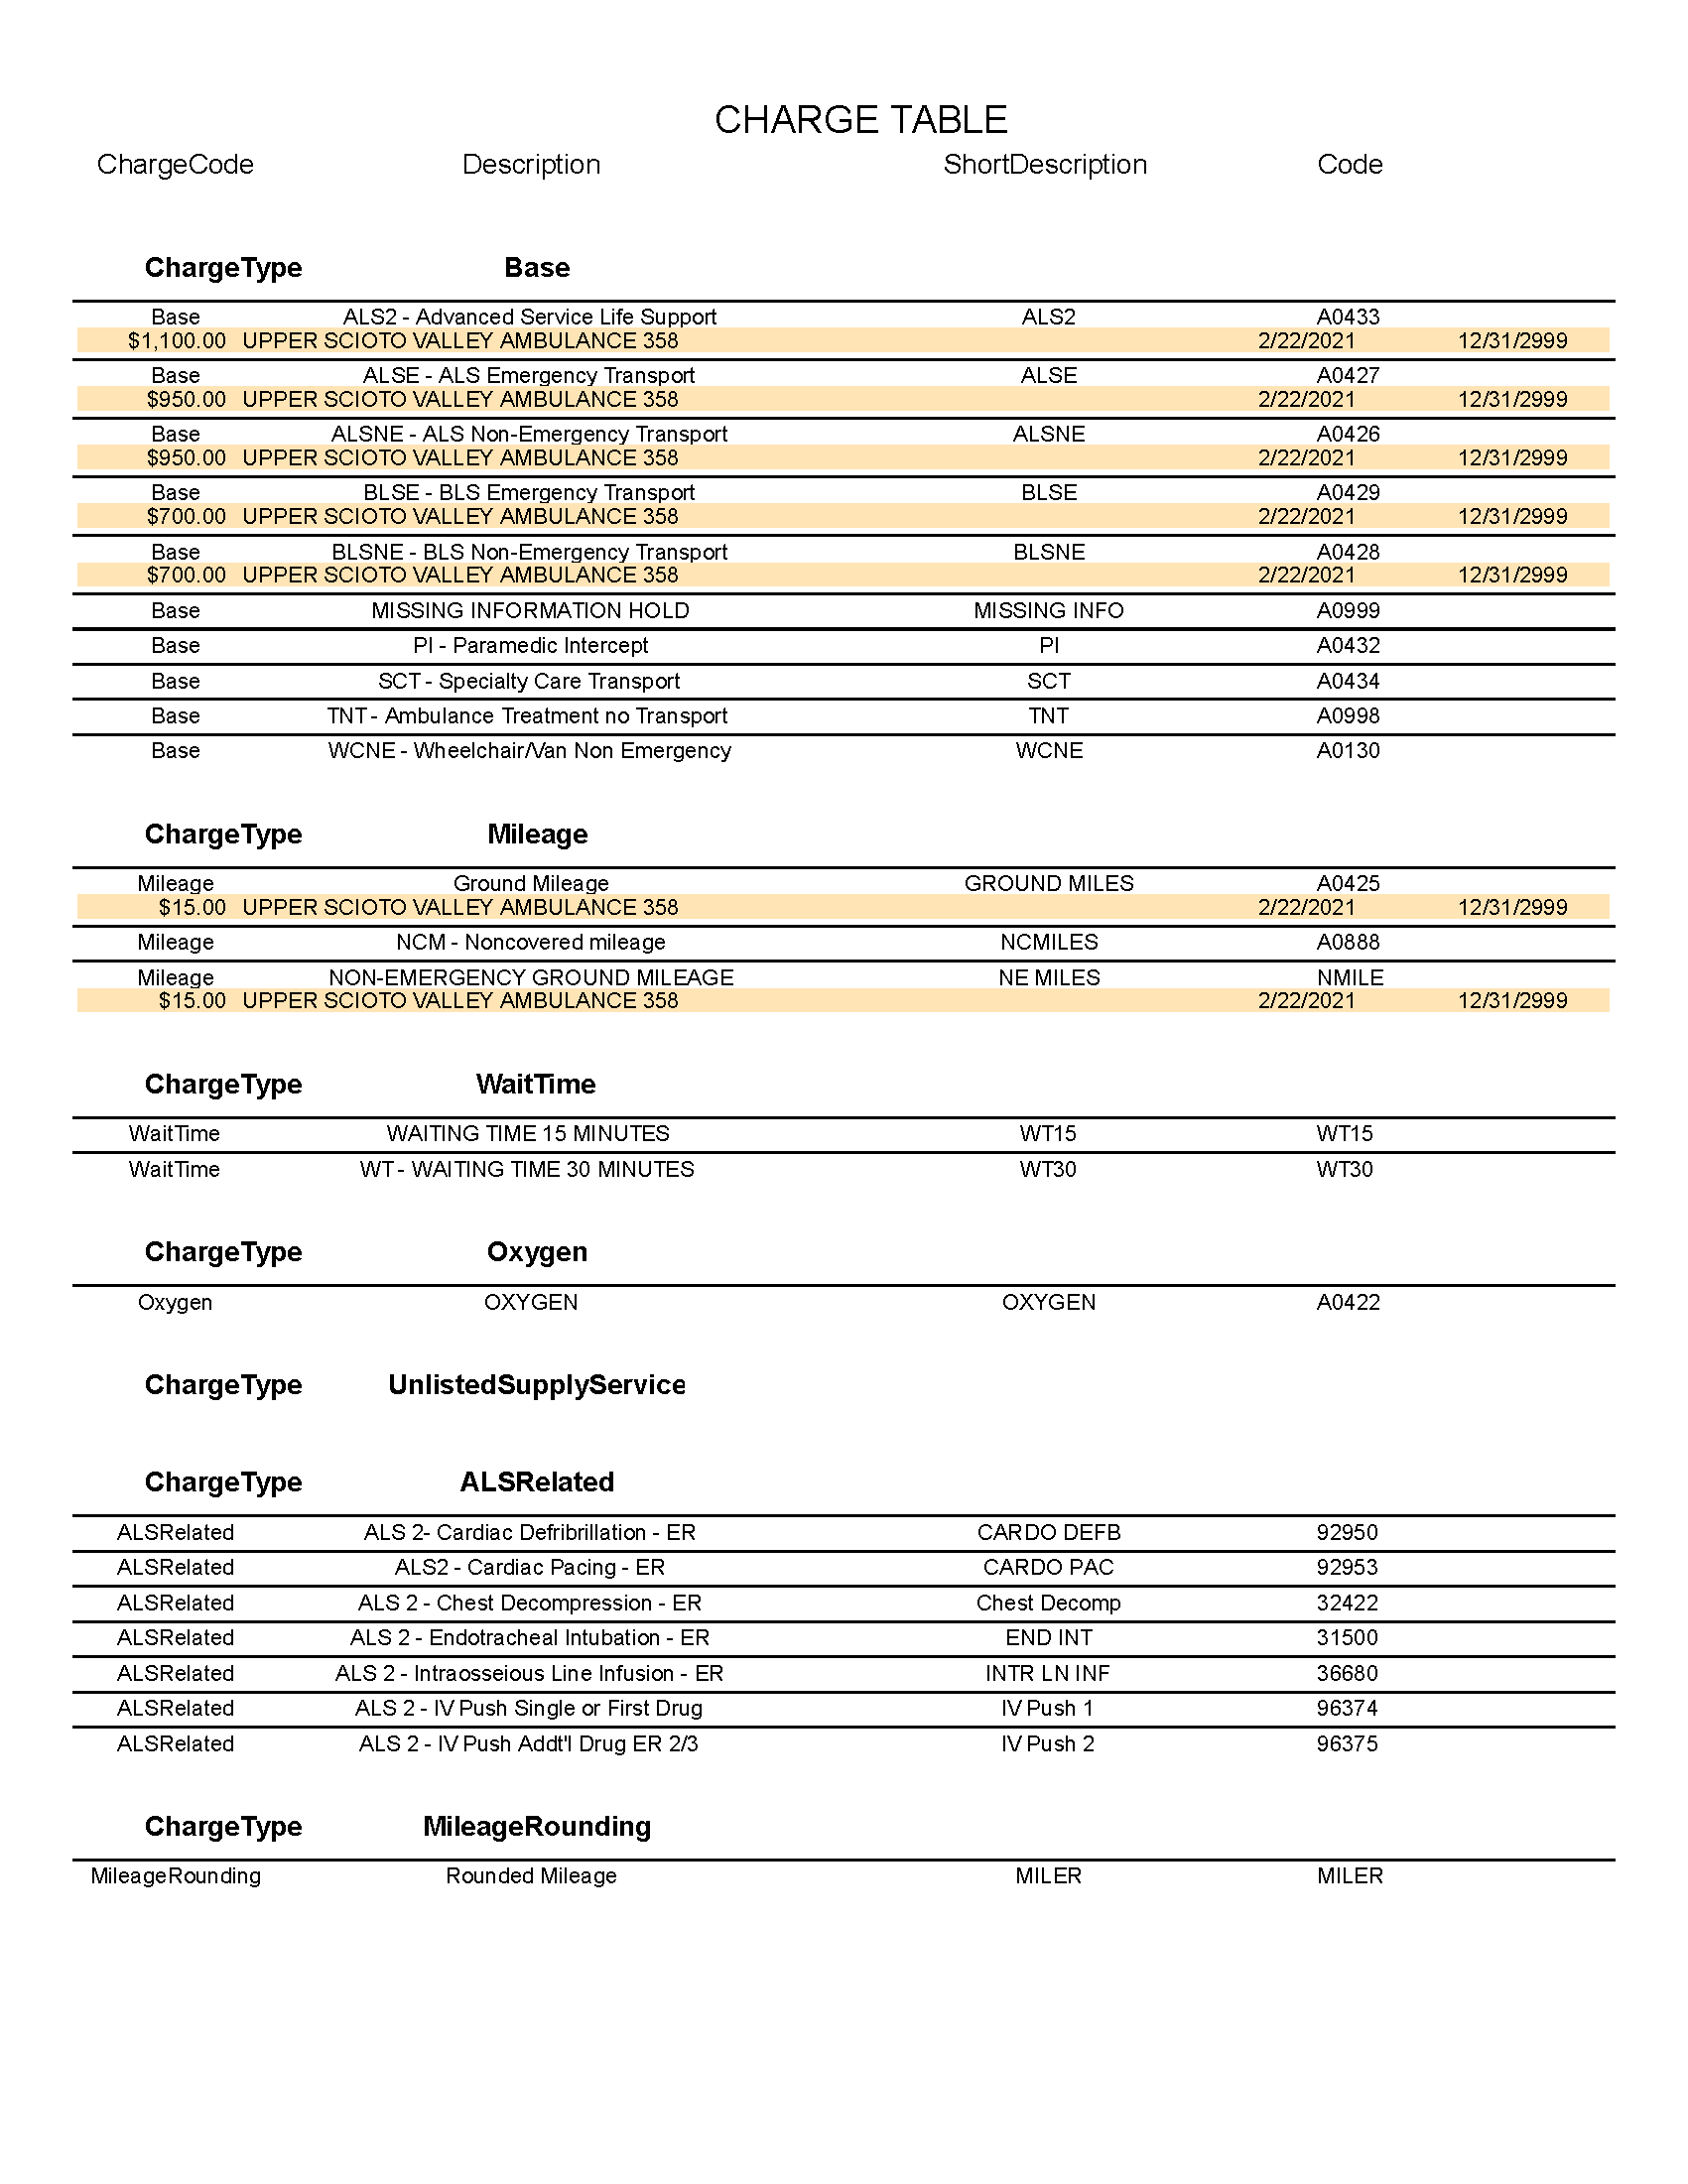 CHARGE TABLE
ChargeCode Description ShortDescription Code
ChargeType Base
Base ALS2 - Advanced Service Life Support ALS2 A0433
$1,100.00 UPPER SCIOTO VALLEY AMBULANCE 358 2/22/2021 12/31/2999
Base ALSE - ALS Emergency Transport ALSE A0427
$950.00 UPPER SCIOTO VALLEY AMBULANCE 358 2/22/2021 12/31/2999
Base ALSNE - ALS Non-Emergency Transport ALSNE A0426
$950.00 UPPER SCIOTO VALLEY AMBULANCE 358 2/22/2021 12/31/2999
Base BLSE - BLS Emergency Transport BLSE A0429
$700.00 UPPER SCIOTO VALLEY AMBULANCE 358 2/22/2021 12/31/2999
Base BLSNE - BLS Non-Emergency Transport BLSNE A0428
$700.00 UPPER SCIOTO VALLEY AMBULANCE 358 2/22/2021 12/31/2999
Base MISSING INFORMATION HOLD MISSING INFO A0999
Base PI - Paramedic Intercept PI A0432
Base SCT - Specialty Care Transport SCT A0434
Base TNT - Ambulance Treatment no Transport TNT A0998
Base WCNE - Wheelchair/Van Non Emergency WCNE A0130
ChargeType Mileage
Mileage Ground Mileage GROUND MILES A0425
$15.00 UPPER SCIOTO VALLEY AMBULANCE 358 2/22/2021 12/31/2999
Mileage NCM - Noncovered mileage NCMILES A0888
Mileage NON-EMERGENCY GROUND MILEAGE NE MILES NMILE
$15.00 UPPER SCIOTO VALLEY AMBULANCE 358 2/22/2021 12/31/2999
ChargeType WaitTime
WaitTime WAITING TIME 15 MINUTES WT15 WT15
WaitTime WT - WAITING TIME 30 MINUTES WT30 WT30
ChargeType Oxygen
Oxygen OXYGEN OXYGEN A0422
ChargeType UnlistedSupplyService
ChargeType ALSRelated
ALSRelated ALS 2- Cardiac Defribrillation - ER CARDO DEFB 92950
ALSRelated ALS2 - Cardiac Pacing - ER CARDO PAC 92953
ALSRelated ALS 2 - Chest Decompression - ER Chest Decomp 32422
ALSRelated ALS 2 - Endotracheal Intubation - ER END INT 31500
ALSRelated ALS 2 - Intraosseious Line Infusion - ER INTR LN INF 36680
ALSRelated ALS 2 - IV Push Single or First Drug IV Push 1 96374
ALSRelated ALS 2 - IV Push Addt'l Drug ER 2/3 IV Push 2 96375
ChargeType MileageRounding
MileageRounding Rounded Mileage MILER MILER